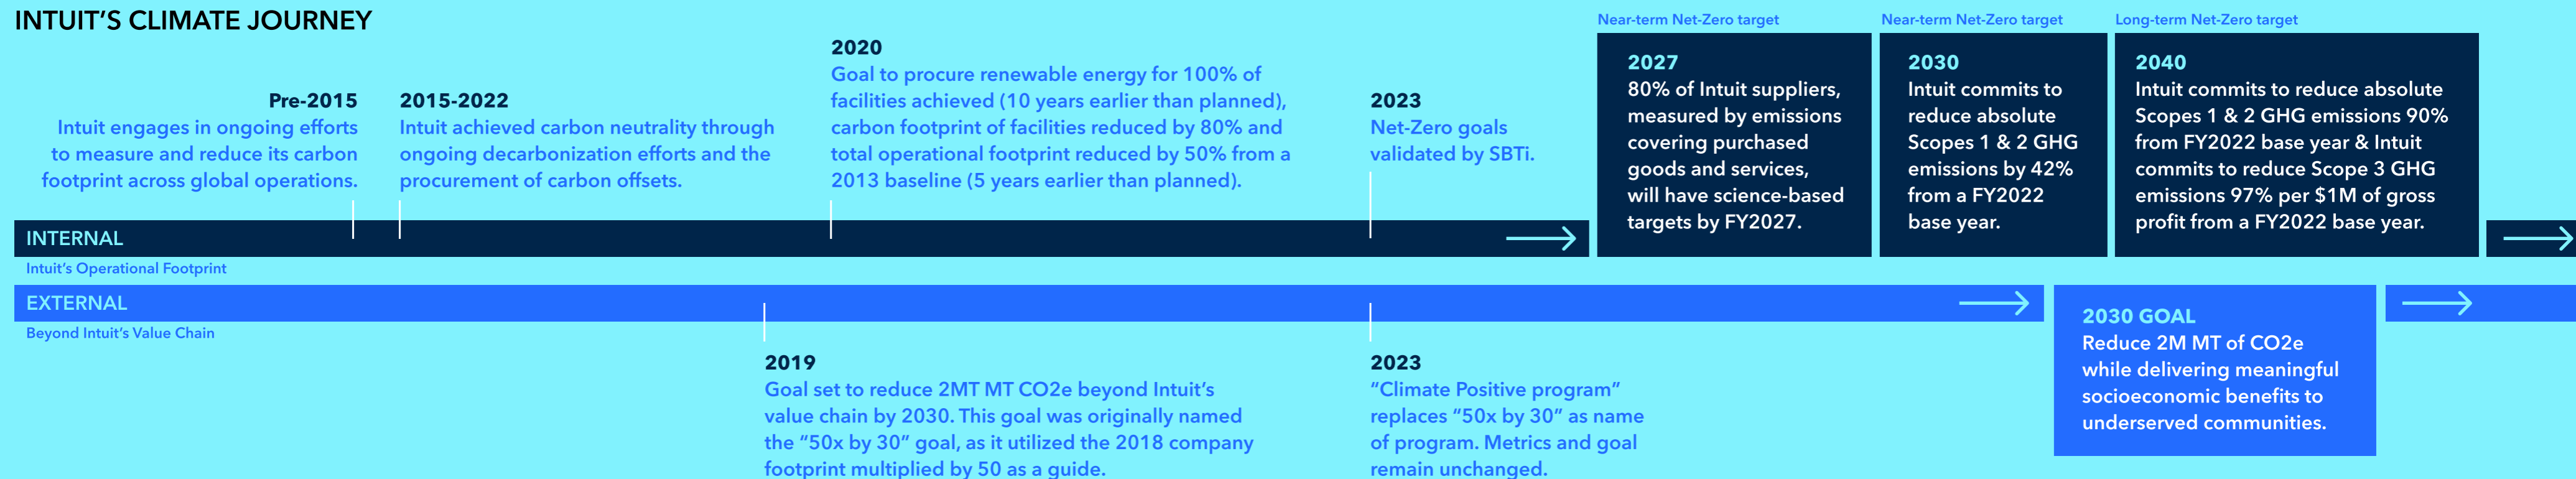 INTUIT'S CLIMATE JOURNEY
Pre-2015
Intuit engages in ongoing efforts
to measure and reduce its carbon
footprint across global operations.
2015-2022
Intuit achieved carbon neutrality through
ongoing decarbonization efforts and the
procurement of carbon offsets.
2020
Goal to procure renewable energy for 100% of
facilities achieved (10 years earlier than planned),
carbon footprint of facilities reduced by 80% and
total operational footprint reduced by 50% from a
2013 baseline (5 years earlier than planned).
2023
Net-Zero goals
validated by SBTi.
Near-term Net-Zero target
2027
80% of Intuit suppliers,
measured by emissions
covering purchased
goods and services,
will have science-based
targets by FY2027.
Near-term Net-Zero target
2030
Intuit commits to
reduce absolute
Scopes 1 & 2 GHG
emissions by 42%
from a FY2022
base year.
Long-term Net-Zero target
2040
Intuit commits to reduce absolute
Scopes 1 & 2 GHG emissions 90%
from FY2022 base year & Intuit
commits to reduce Scope 3 GHG
emissions 97% per $1M of gross
profit from a FY2022 base year.
INTERNAL
Intuit's Operational Footprint
EXTERNAL
Beyond Intuit's Value Chain
2019
Goal set to reduce 2MT MT CO2e beyond Intuit's
value chain by 2030. This goal was originally named
the "50x by 30" goal, as it utilized the 2018 company
footprint multiplied by 50 as a guide.
2023
"Climate Positive program"
replaces "50x by 30" as name
of program. Metrics and goal
remain unchanged.
2030 GOAL
Reduce 2M MT of CO2e
while delivering meaningful
socioeconomic benefits to
underserved communities.